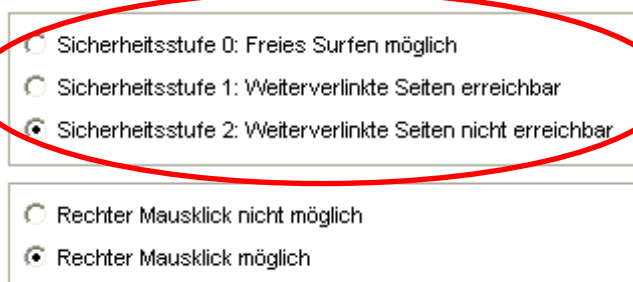 Sicherheitsstufe 0: Freies Surfen möglich
Sicherheitsstufe 1: Weiterverlinkte Seiten erreichbar
Sicherheitsstufe 2: Weiterverlinkte Seiten nicht erreichbar
Rechter Mausklick nicht möglich
Rechter Mausklick möglich